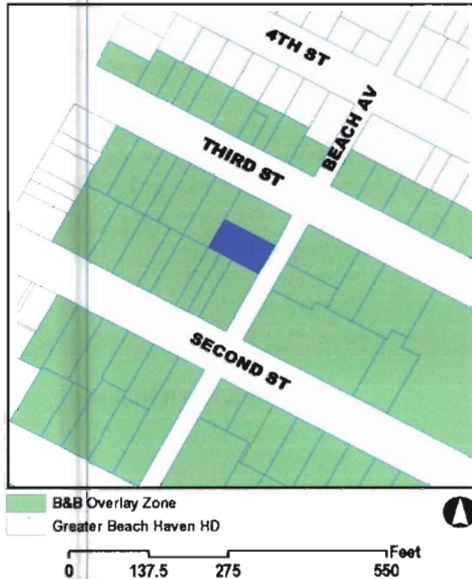 4TH ST
BEACH AV
THIRD ST
SECOND ST
B&B Overlay Zone
Greater Beach Haven HD
Feet
0 137.5 275 550